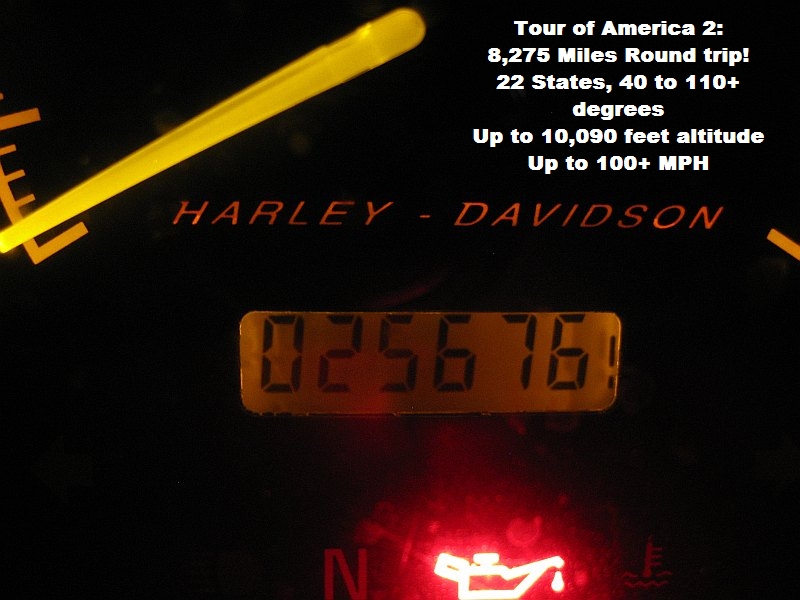 Tour of America 2:
8,275 Miles Round trip!
22 States, 40 to 110+
degrees
Up to 10,090 feet altitude
Up to 100+ MPH
HARLEY - DAVIDSON
025676
N